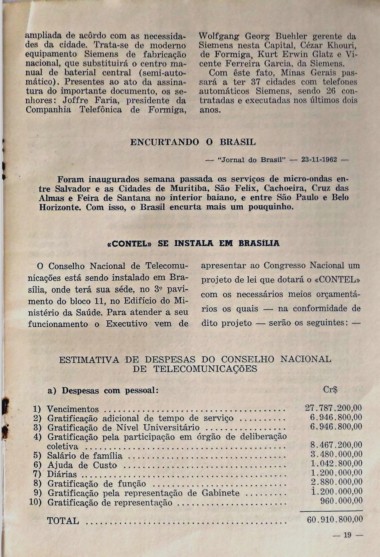 ampliada de acôrdo com as necessida-
des da cidade. Trata-se de moderno
equipamento Siemens de fabricação
nacional, que substituirá o centro ma-
nual de baterial central (semi-auto-
mático). Presentes ao ato da assina-
tura do importante documento, os se-
nhores: Joffre Faria, presidente da
Companhia Telefônica de Formiga,
Wolfgang Georg Buehler gerente da
Siemens nesta Capital, Cézar Khouri,
de Formiga, Kurt Erwin Glatz e Vi-
cente Ferreira Garcia, da Siemens.
Com êste fato, Minas Gerais pas-
sará a ter 37 cidades com telefones
automáticos Siemens, sendo 26 con-
tratadas e executadas nos últimos dois
anos.
ENCURTANDO O BRASIL
— "Jornal do Brasil" — 23-11-1962 —
Foram inaugurados semana passada os serviços de micro-ondas en-
tre Salvador e as Cidades de Muritiba, São Felix, Cachoeira, Cruz das
Almas e Feira de Santana no interior baiano, e entre São Paulo e Belo
Horizonte. Com isso, o Brasil encurta mais um pouquinho.
«CONTEL» SE INSTALA EM BRASILIA
O Conselho Nacional de Telecomu-
nicações está sendo instalado em Bra-
sília, onde terá sua séde, no 3º pavi-
mento do bloco 11, no Edifício do Mi-
nistério da Saúde. Para atender a seu
funcionamento o Executivo vem de
apresentar ao Congresso Nacional um
projeto de lei que dotará o «CONTEL»
com os necessários meios orçamentá-
rios os quais — na conformidade de
dito projeto — serão os seguintes: —
ESTIMATIVA DE DESPESAS DO CONSELHO NACIONAL
DE TELECOMUNICAÇÕES
a) Despesas com pessoal: Cr$
1) Vencimentos 27.787.200,00
2) Gratificação adicional de tempo de serviço 6.946.800,00
3) Gratificação de Nível Universitário 6.946.800,00
4) Gratificação pela participação em órgão de deliberação
coletiva 8.467.200,00
5) Salário de família 3.480.000,00
6) Ajuda de Custo 1.042.800,00
7) Diárias 1.200.000,00
8) Gratificação de função 2.880.000,00
9) Gratificação pela representação de Gabinete 1.200.000,00
10) Gratificação de representação 960.000,00
TOTAL 60.910.800,00
— 19 —